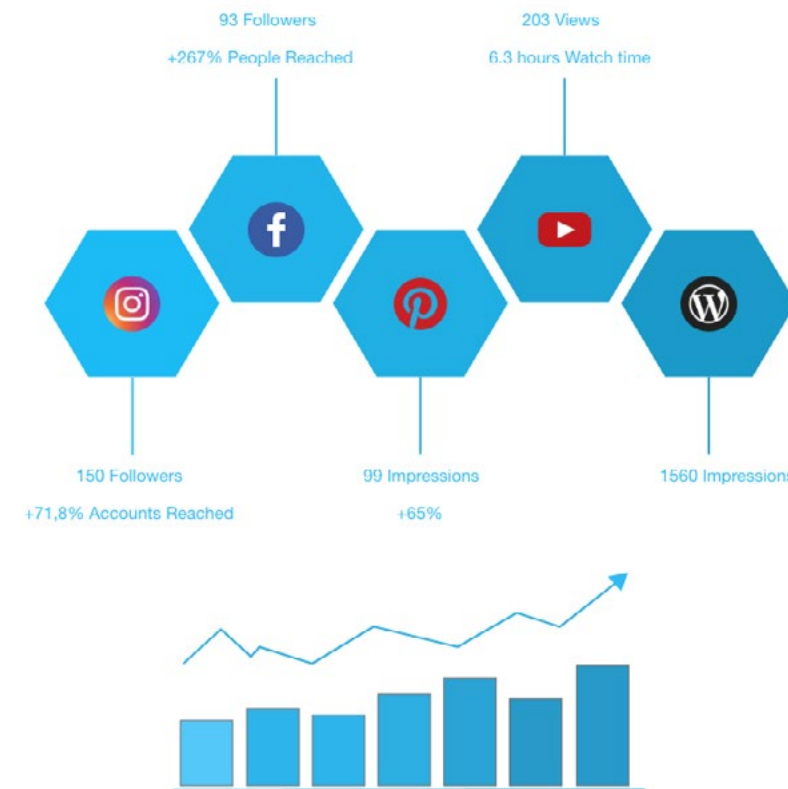 93 Followers
+267% People Reached
203 Views
6.3 hours Watch time
150 Followers
+71,8% Accounts Reached
99 Impressions
+65%
1560 Impressions